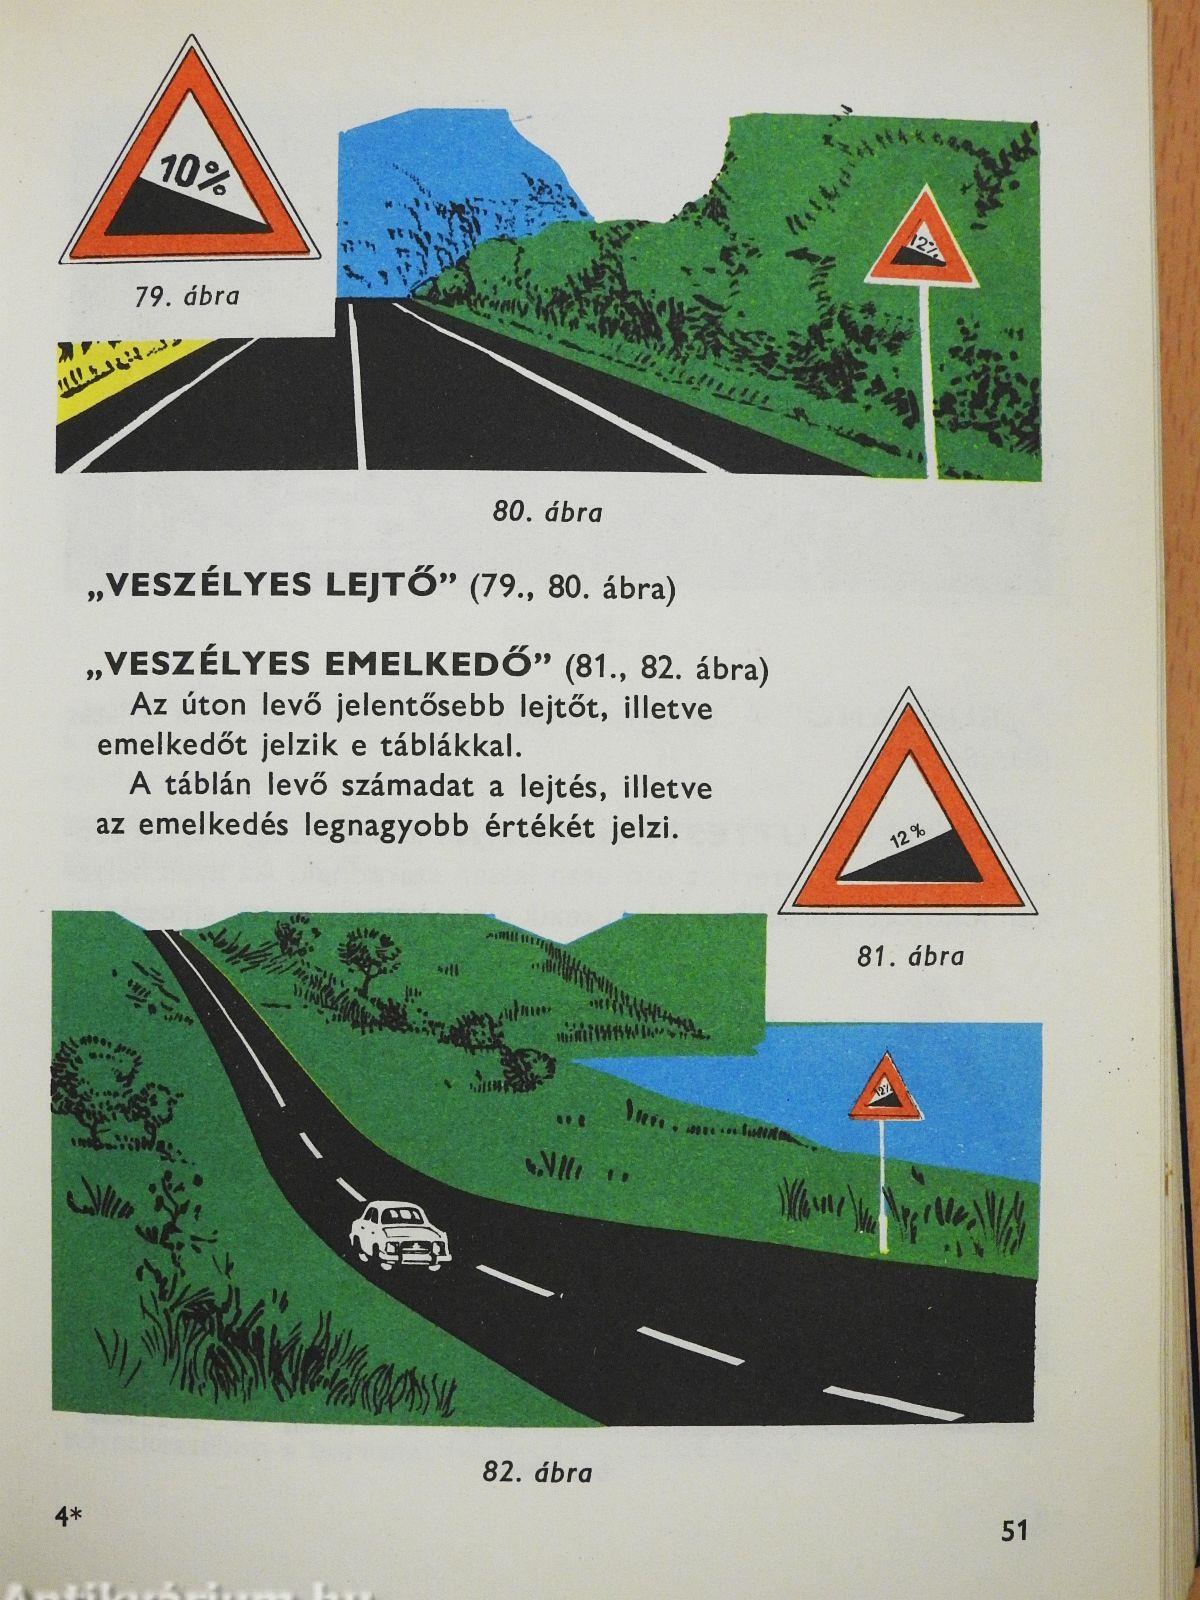 10%
79. ábra
12%
80. ábra
„VESZÉLYES LEJTŐ” (79., 80. ábra)
„VESZÉLYES EMELKEDŐ” (81., 82. ábra)
Az úton levő jelentősebb lejtőt, illetve
emelkedőt jelzik e táblákkal.
A táblán levő számadat a lejtés, illetve
az emelkedés legnagyobb értékét jelzi.
12%
81. ábra
12%
82. ábra
4*
51
Antikvárium.hu